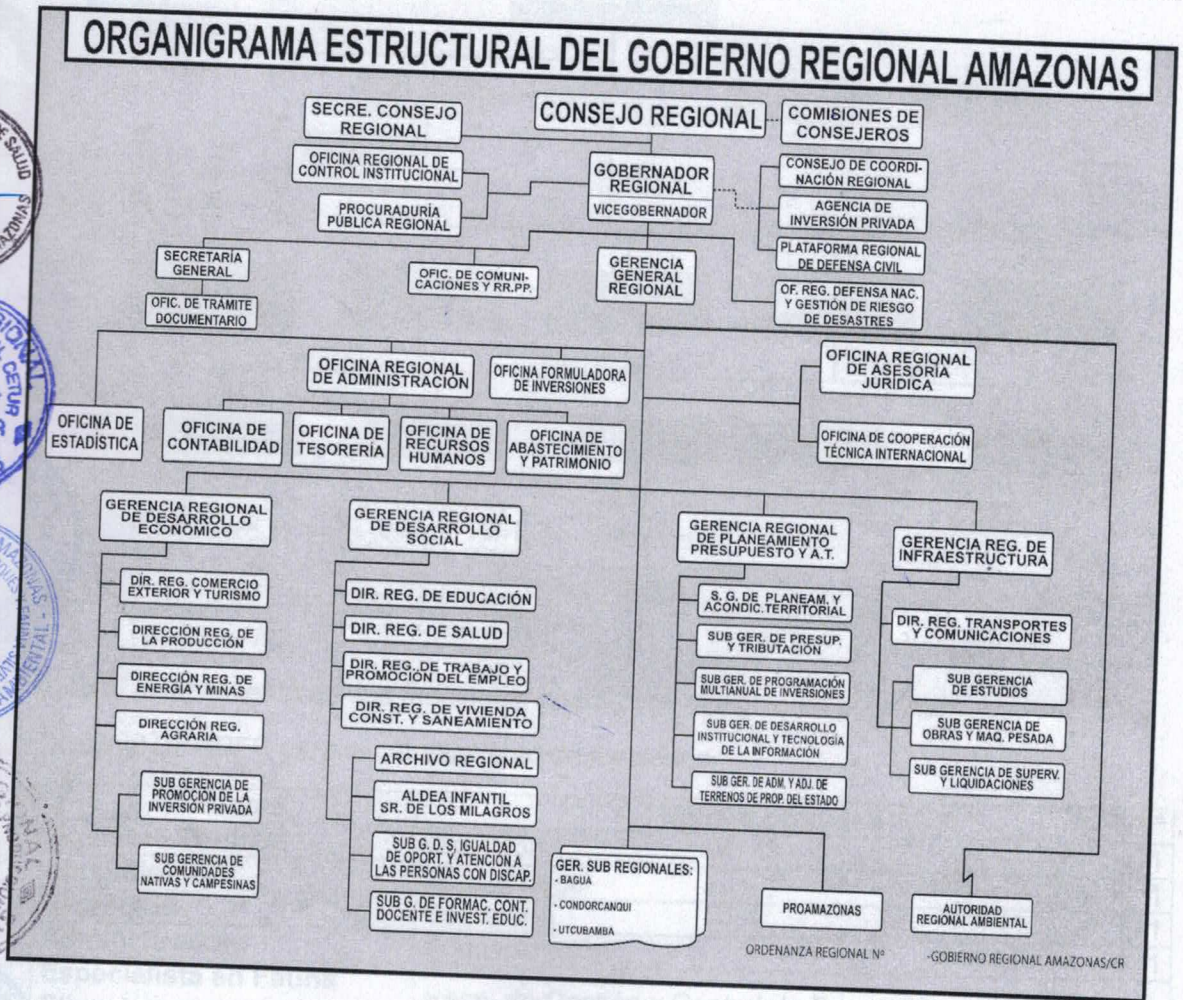 ORGANIGRAMA ESTRUCTURAL DEL GOBIERNO REGIONAL AMAZONAS
SECRE. CONSEJO
REGIONAL
CONSEJO REGIONAL
COMISIONES DE
CONSEJEROS
OFICINA REGIONAL DE
CONTROL INSTITUCIONAL
GOBERNADOR
REGIONAL
VICEGOBERNADOR
CONSEJO DE COORDI-
NACIÓN REGIONAL
PROCURADURÍA
PUBLICA REGIONAL
AGENCIA DE
INVERSIÓN PRIVADA
PLATAFORMA REGIONAL
DE DEFENSA CIVIL
SECRETARÍA
GENERAL
OFIC. DE COMUNI-
CACIONES Y RR.PP.
GERENCIA
GENERAL
REGIONAL
OFIC. DE TRÁMITE
DOCUMENTARIO
OF. REG. DEFENSA NAC.
Y GESTIÓN DE RIESGO
DE DESASTRES
OFICINA REGIONAL
DE ADMINISTRACIÓN
OFICINA FORMULADORA
DE INVERSIONES
OFICINA REGIONAL
DE ASESORÍA
JURÍDICA
OFICINA DE
ESTADÍSTICA
OFICINA DE
CONTABILIDAD
OFICINA DE
TESORERÍA
OFICINA DE
RECURSOS
HUMANOS
OFICINA DE
ABASTECIMIENTO
Y PATRIMONIO
OFICINA DE COOPERACIÓN
TÉCNICA INTERNACIONAL
GERENCIA REGIONAL
DE DESARROLLO
ECONÓMICO
DIR. REG. COMERCIO
EXTERIOR Y TURISMO
DIRECCIÓN REG. DE
LA PRODUCCIÓN
DIRECCIÓN REG. DE
ENERGÍA Y MINAS
DIRECCIÓN REG.
AGRARIA
SUB GERENCIA DE
PROMOCIÓN DE LA
INVERSIÓN PRIVADA
SUB GERENCIA DE
COMUNIDADES
NATIVAS Y CAMPESINAS
GERENCIA REGIONAL
DE DESARROLLO
SOCIAL
DIR. REG. DE EDUCACIÓN
DIR. REG. DE SALUD
DIR. REG. DE TRABAJO Y
PROMOCIÓN DEL EMPLEO
DIR. REG. DE VIVIENDA
CONST. Y SANEAMIENTO
ARCHIVO REGIONAL
ALDEA INFANTIL
SR. DE LOS MILAGROS
SUB G. D. S, IGUALDAD
DE OPORT. Y ATENCIÓN A
LAS PERSONAS CON DISCAP.
SUB G. DE FORMAC. CONT.
DOCENTE E INVEST. EDUC.
GERENCIA REGIONAL
DE PLANEAMIENTO
PRESUPUESTO Y A.T.
S. G. DE PLANEAM. Y
ACONDIC. TERRITORIAL
SUB GER. DE PRESUP.
Y TRIBUTACIÓN
SUB GER. DE PROGRAMACIÓN
MULTIANUAL DE INVERSIONES
SUB GER. DE DESARROLLO
INSTITUCIONAL Y TECNOLOGÍA
DE LA INFORMACIÓN
SUB GER. DE ADM. Y ADJ. DE
TERRENOS DE PROP. DEL ESTADO
GERENCIA REG. DE
INFRAESTRUCTURA
DIR. REG. TRANSPORTES
Y COMUNICACIONES
SUB GERENCIA
DE ESTUDIOS
SUB GERENCIA DE
OBRAS Y MAQ. PESADA
SUB GERENCIA DE SUPERV.
Y LIQUIDACIONES
GER. SUB REGIONALES:
- BAGUA
- CONDORCANQUI
- UTCUBAMBA
PROAMAZONAS
AUTORIDAD
REGIONAL AMBIENTAL
ORDENANZA REGIONAL Nº -GOBIERNO REGIONAL AMAZONAS/CR
DE SALUD
AMAZONAS
CETUR
AMAZONAS -
AMBIENTAL